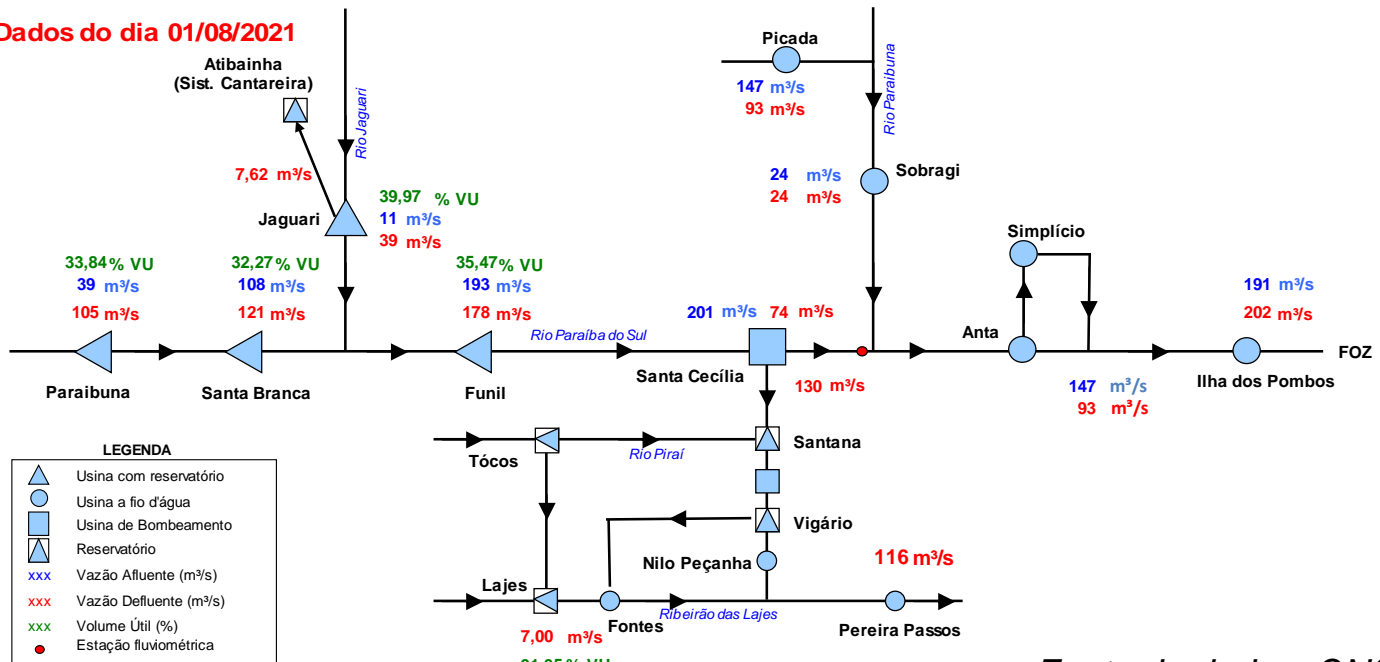 Dados do dia 01/08/2021
Atibainha
(Sist. Cantareira)
Rio Jaguari
7,62 m³/s
Jaguari
39,97 % VU
11 m³/s
39 m³/s
Picada
147 m³/s
93 m³/s
Rio Paraibuna
24 m³/s
24 m³/s
Sobragi
Simplício
33,84% VU
39 m³/s
105 m³/s
Paraibuna
32,27% VU
108 m³/s
121 m³/s
Santa Branca
35,47% VU
193 m³/s
178 m³/s
Funil
Rio Paraíba do Sul
201 m³/s 74 m³/s
Santa Cecília
130 m³/s
Anta
147 m³/s
93 m³/s
191 m³/s
202 m³/s
Ilha dos Pombos
FOZ
Tócos
Rio Piraí
Santana
Vigário
Nilo Peçanha
116 m³/s
Lajes
7,00 m³/s
Fontes
Ribeirão das Lajes
Pereira Passos
LEGENDA
Usina com reservatório
Usina a fio d'água
Usina de Bombeamento
Reservatório
xxx Vazão Afluente (m³/s)
xxx Vazão Defluente (m³/s)
xxx Volume Útil (%)
Estação fluviométrica